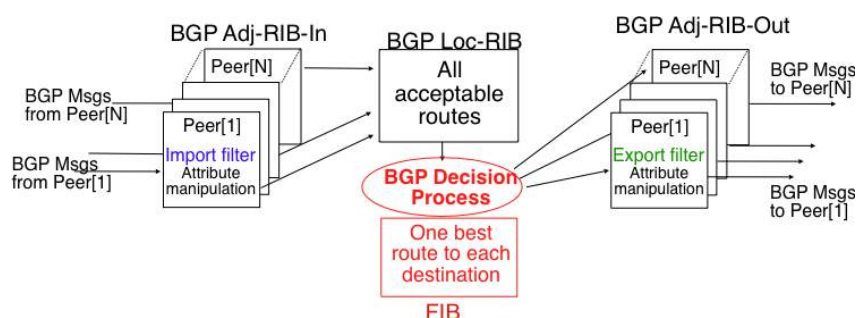 BGP Adj-RIB-In
BGP Loc-RIB
BGP Adj-RIB-Out
Peer[N]
All
acceptable
routes
Peer[N]
BGP Msgs
from Peer[N]
BGP Msgs
to Peer[N]
Peer[1]
Import filter
Attribute
manipulation
BGP Msgs
from Peer[1]
BGP Decision
Process
Peer[1]
Export filter
Attribute
manipulation
BGP Msgs
to Peer[1]
One best
route to each
destination
FIB